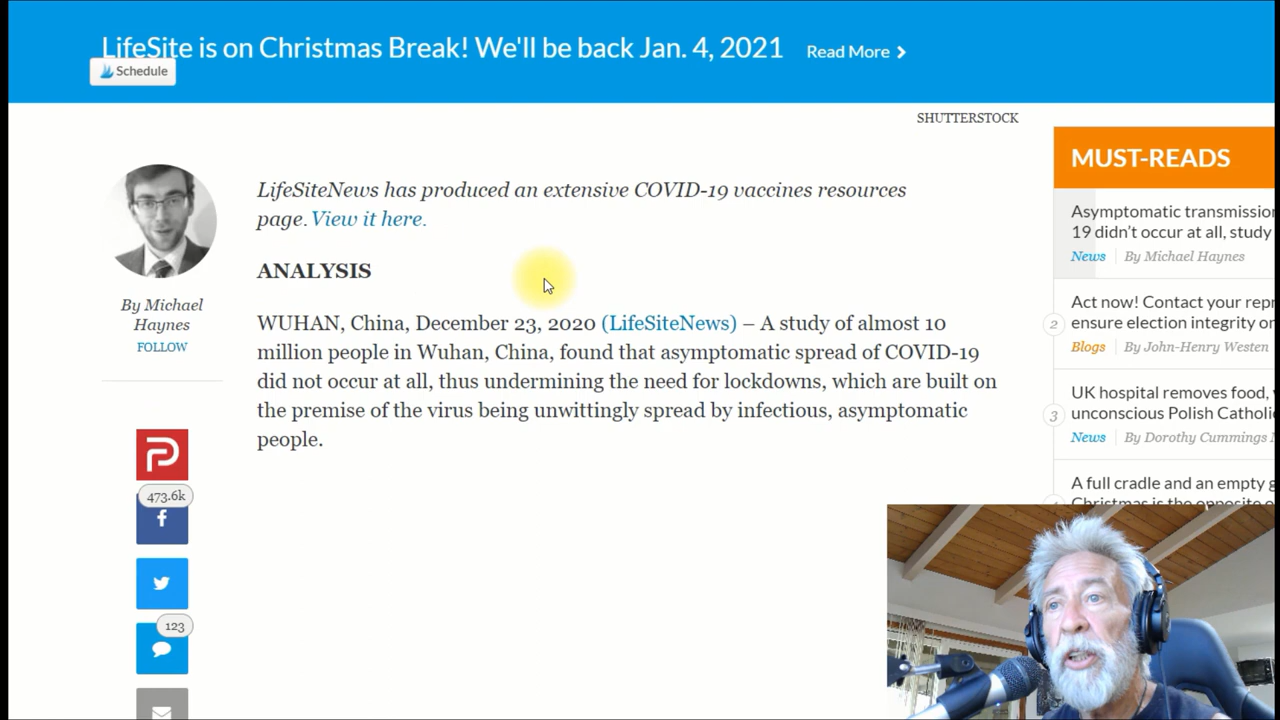 LifeSite is on Christmas Break! We'll be back Jan. 4, 2021 Read More
Schedule
SHUTTERSTOCK
By Michael
Haynes
FOLLOW
473.6k
123
LifeSiteNews has produced an extensive COVID-19 vaccines resources
page. View it here.
ANALYSIS
WUHAN, China, December 23, 2020 (LifeSiteNews) – A study of almost 10
million people in Wuhan, China, found that asymptomatic spread of COVID-19
did not occur at all, thus undermining the need for lockdowns, which are built on
the premise of the virus being unwittingly spread by infectious, asymptomatic
people.
MUST-READS
Asymptomatic transmission
19 didn't occur at all, study
News By Michael Haynes
2
Act now! Contact your repr
ensure election integrity
Blogs By John-Henry Westen
3
UK hospital removes food,
unconscious Polish Catholic
News By Dorothy Cummings
A full cradle and an empty
Christmas is the opposite